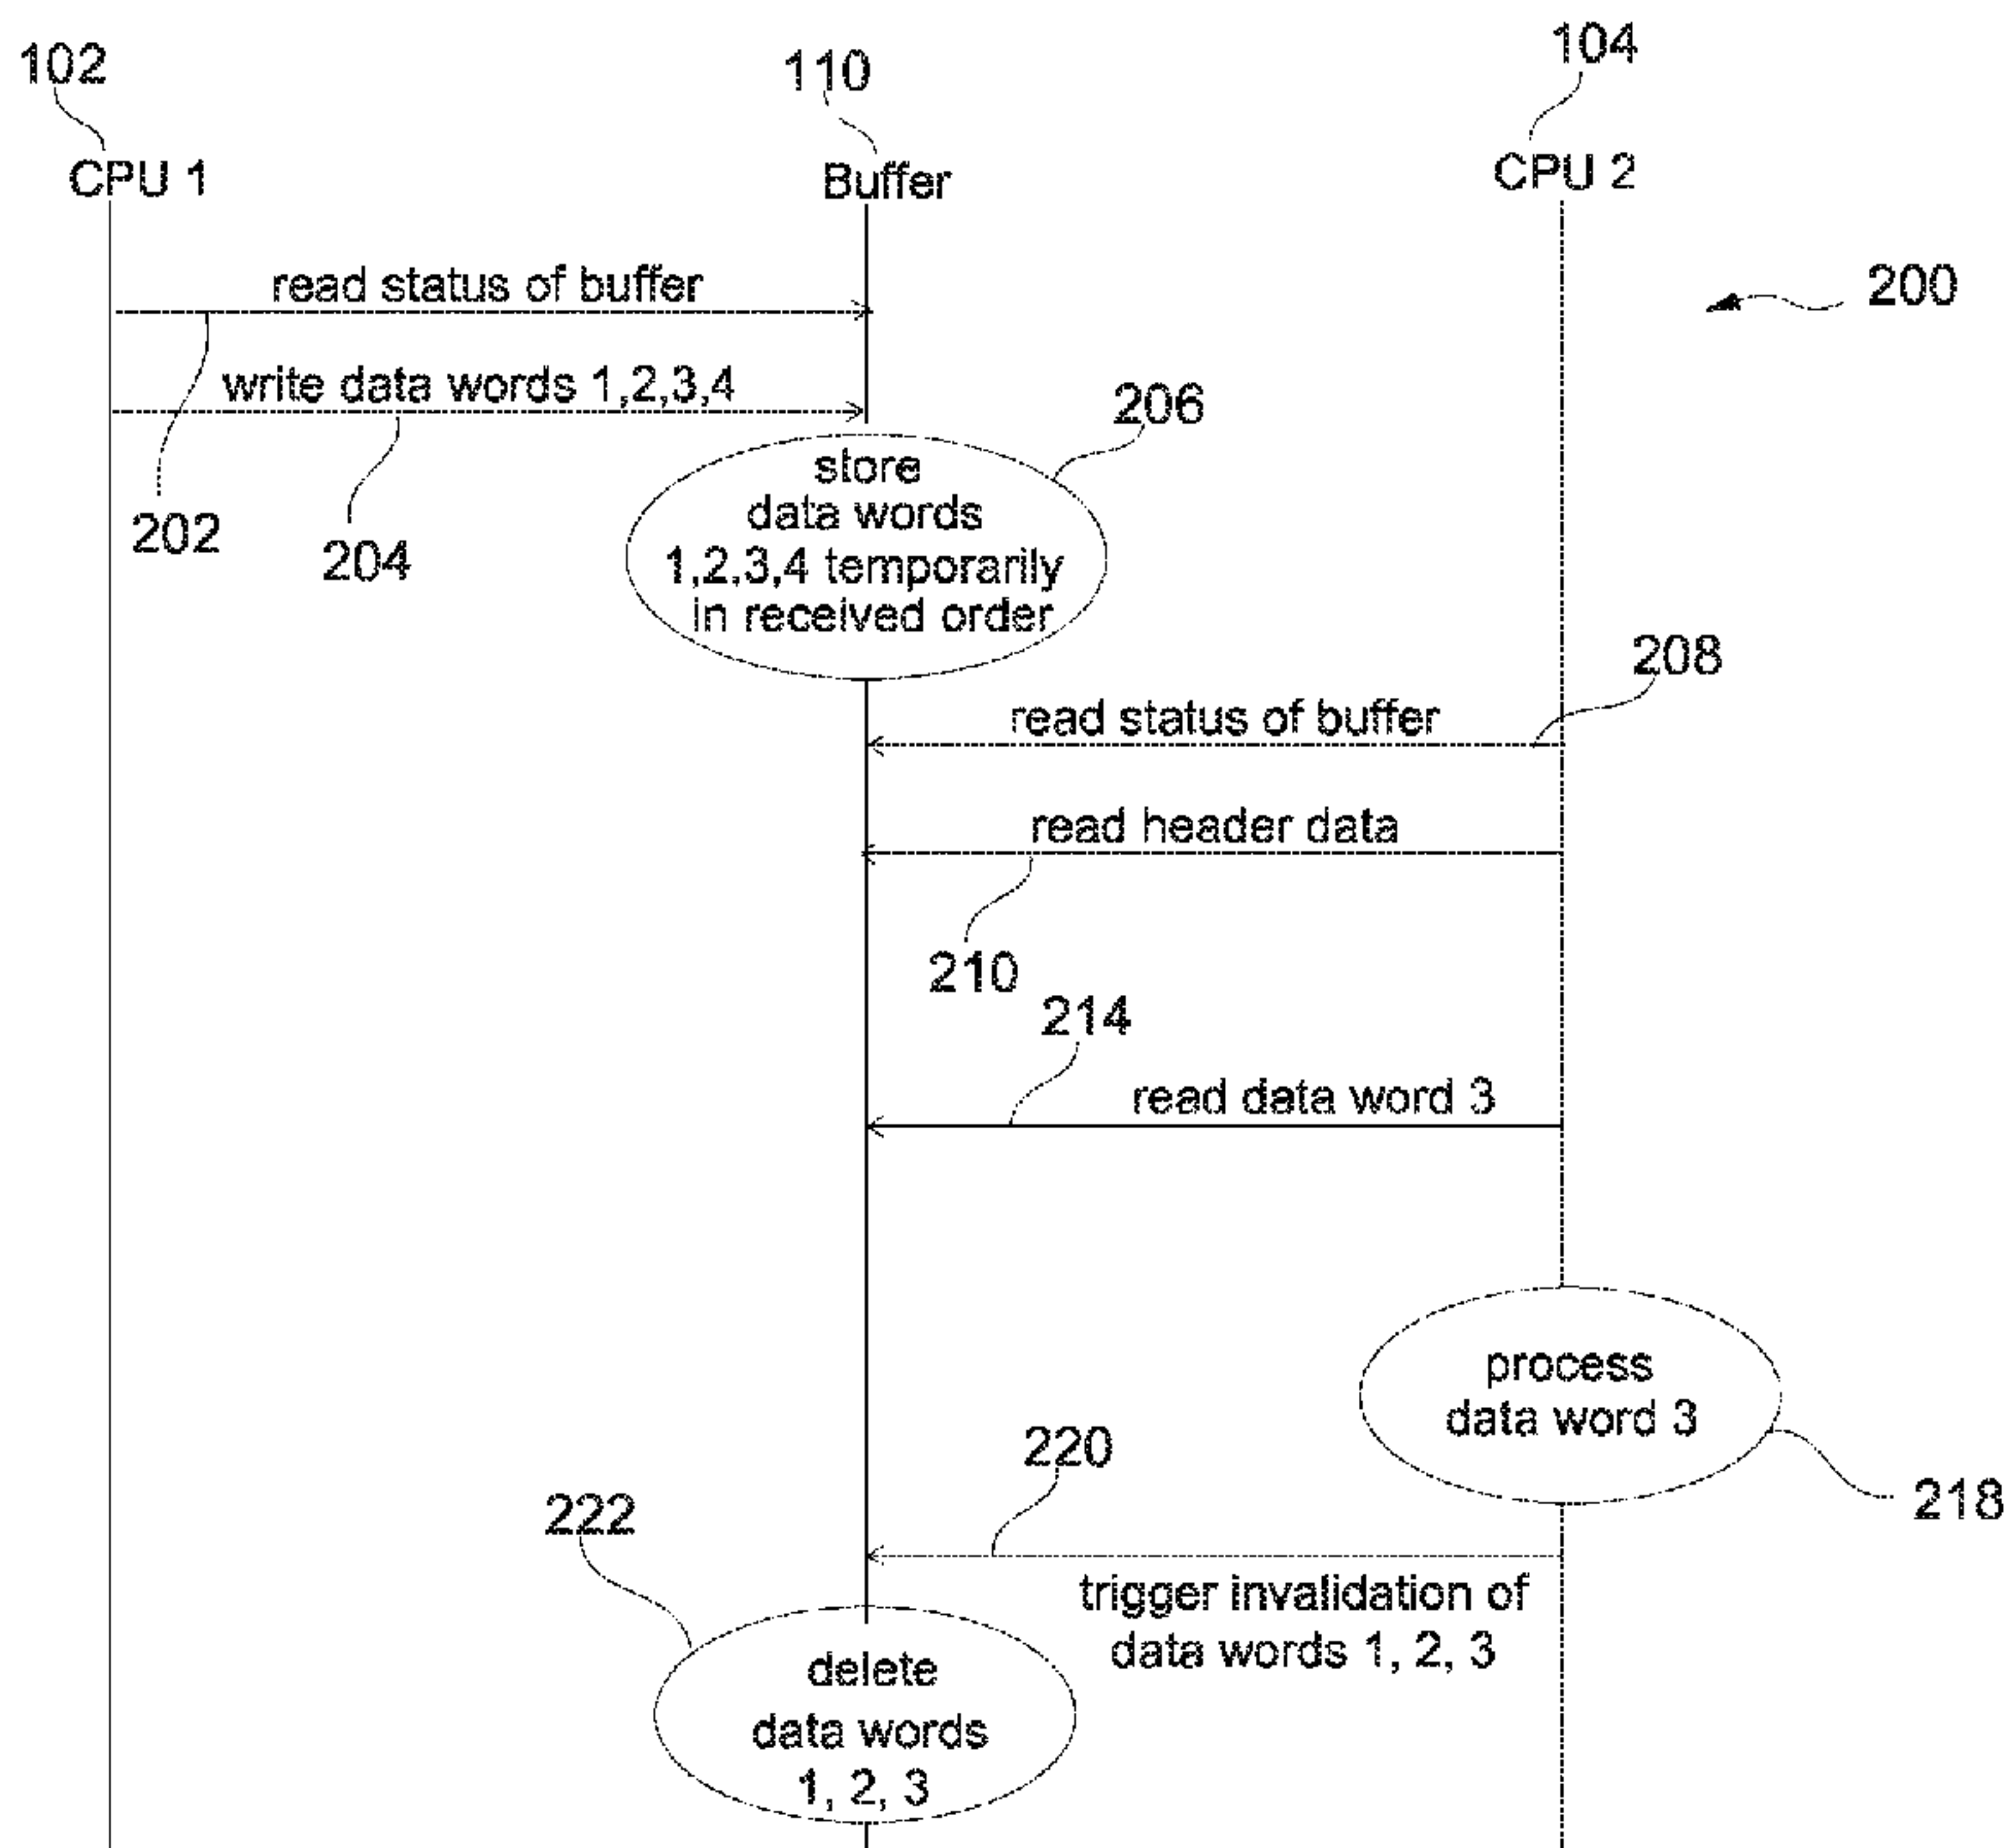 102
110
104
CPU 1
Buffer
CPU 2
read status of buffer
200
write data words 1,2,3,4
206
store
data words
1,2,3,4 temporarily
in received order
202
204
208
read status of buffer
read header data
210
214
read data word 3
process
data word 3
220
218
222
trigger invalidation of
data words 1, 2, 3
delete
data words
1, 2, 3